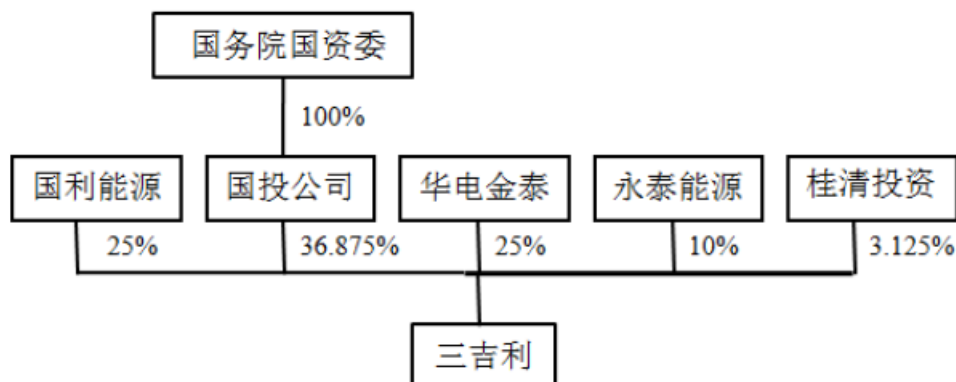 国务院国资委
100%
国利能源
国投公司
华电金泰
永泰能源
桂清投资
25%
36.875%
25%
10%
3.125%
三吉利